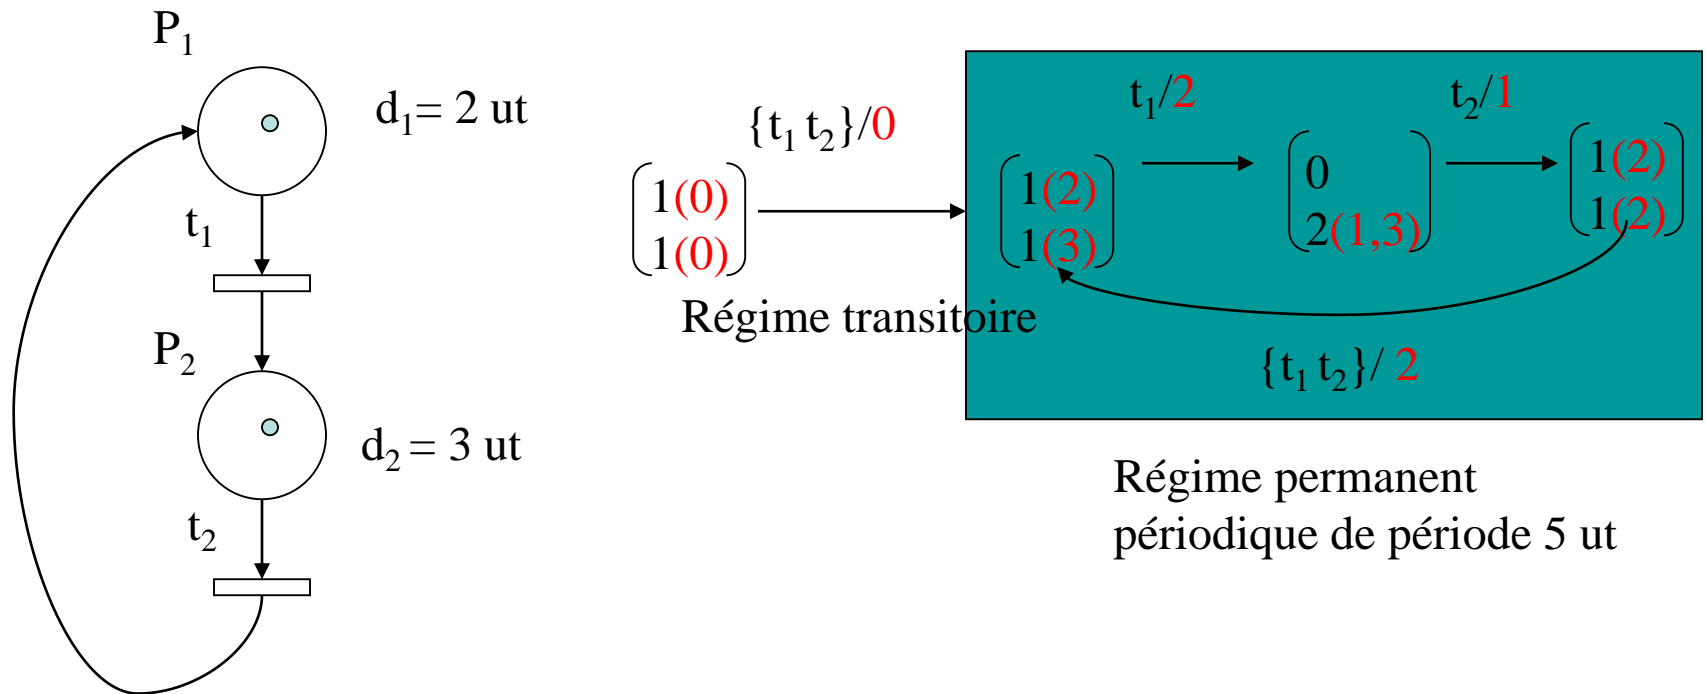 P₁
d₁= 2 ut
t₁
P₂
d₂ = 3 ut
t₂
{t₁ t₂}/0
1(0)
1(0)
Régime transitoire
t₁/2
t₂/1
1(2)
1(3)
0
2(1,3)
1(2)
1(2)
{t₁ t₂}/ 2
Régime permanent
périodique de période 5 ut